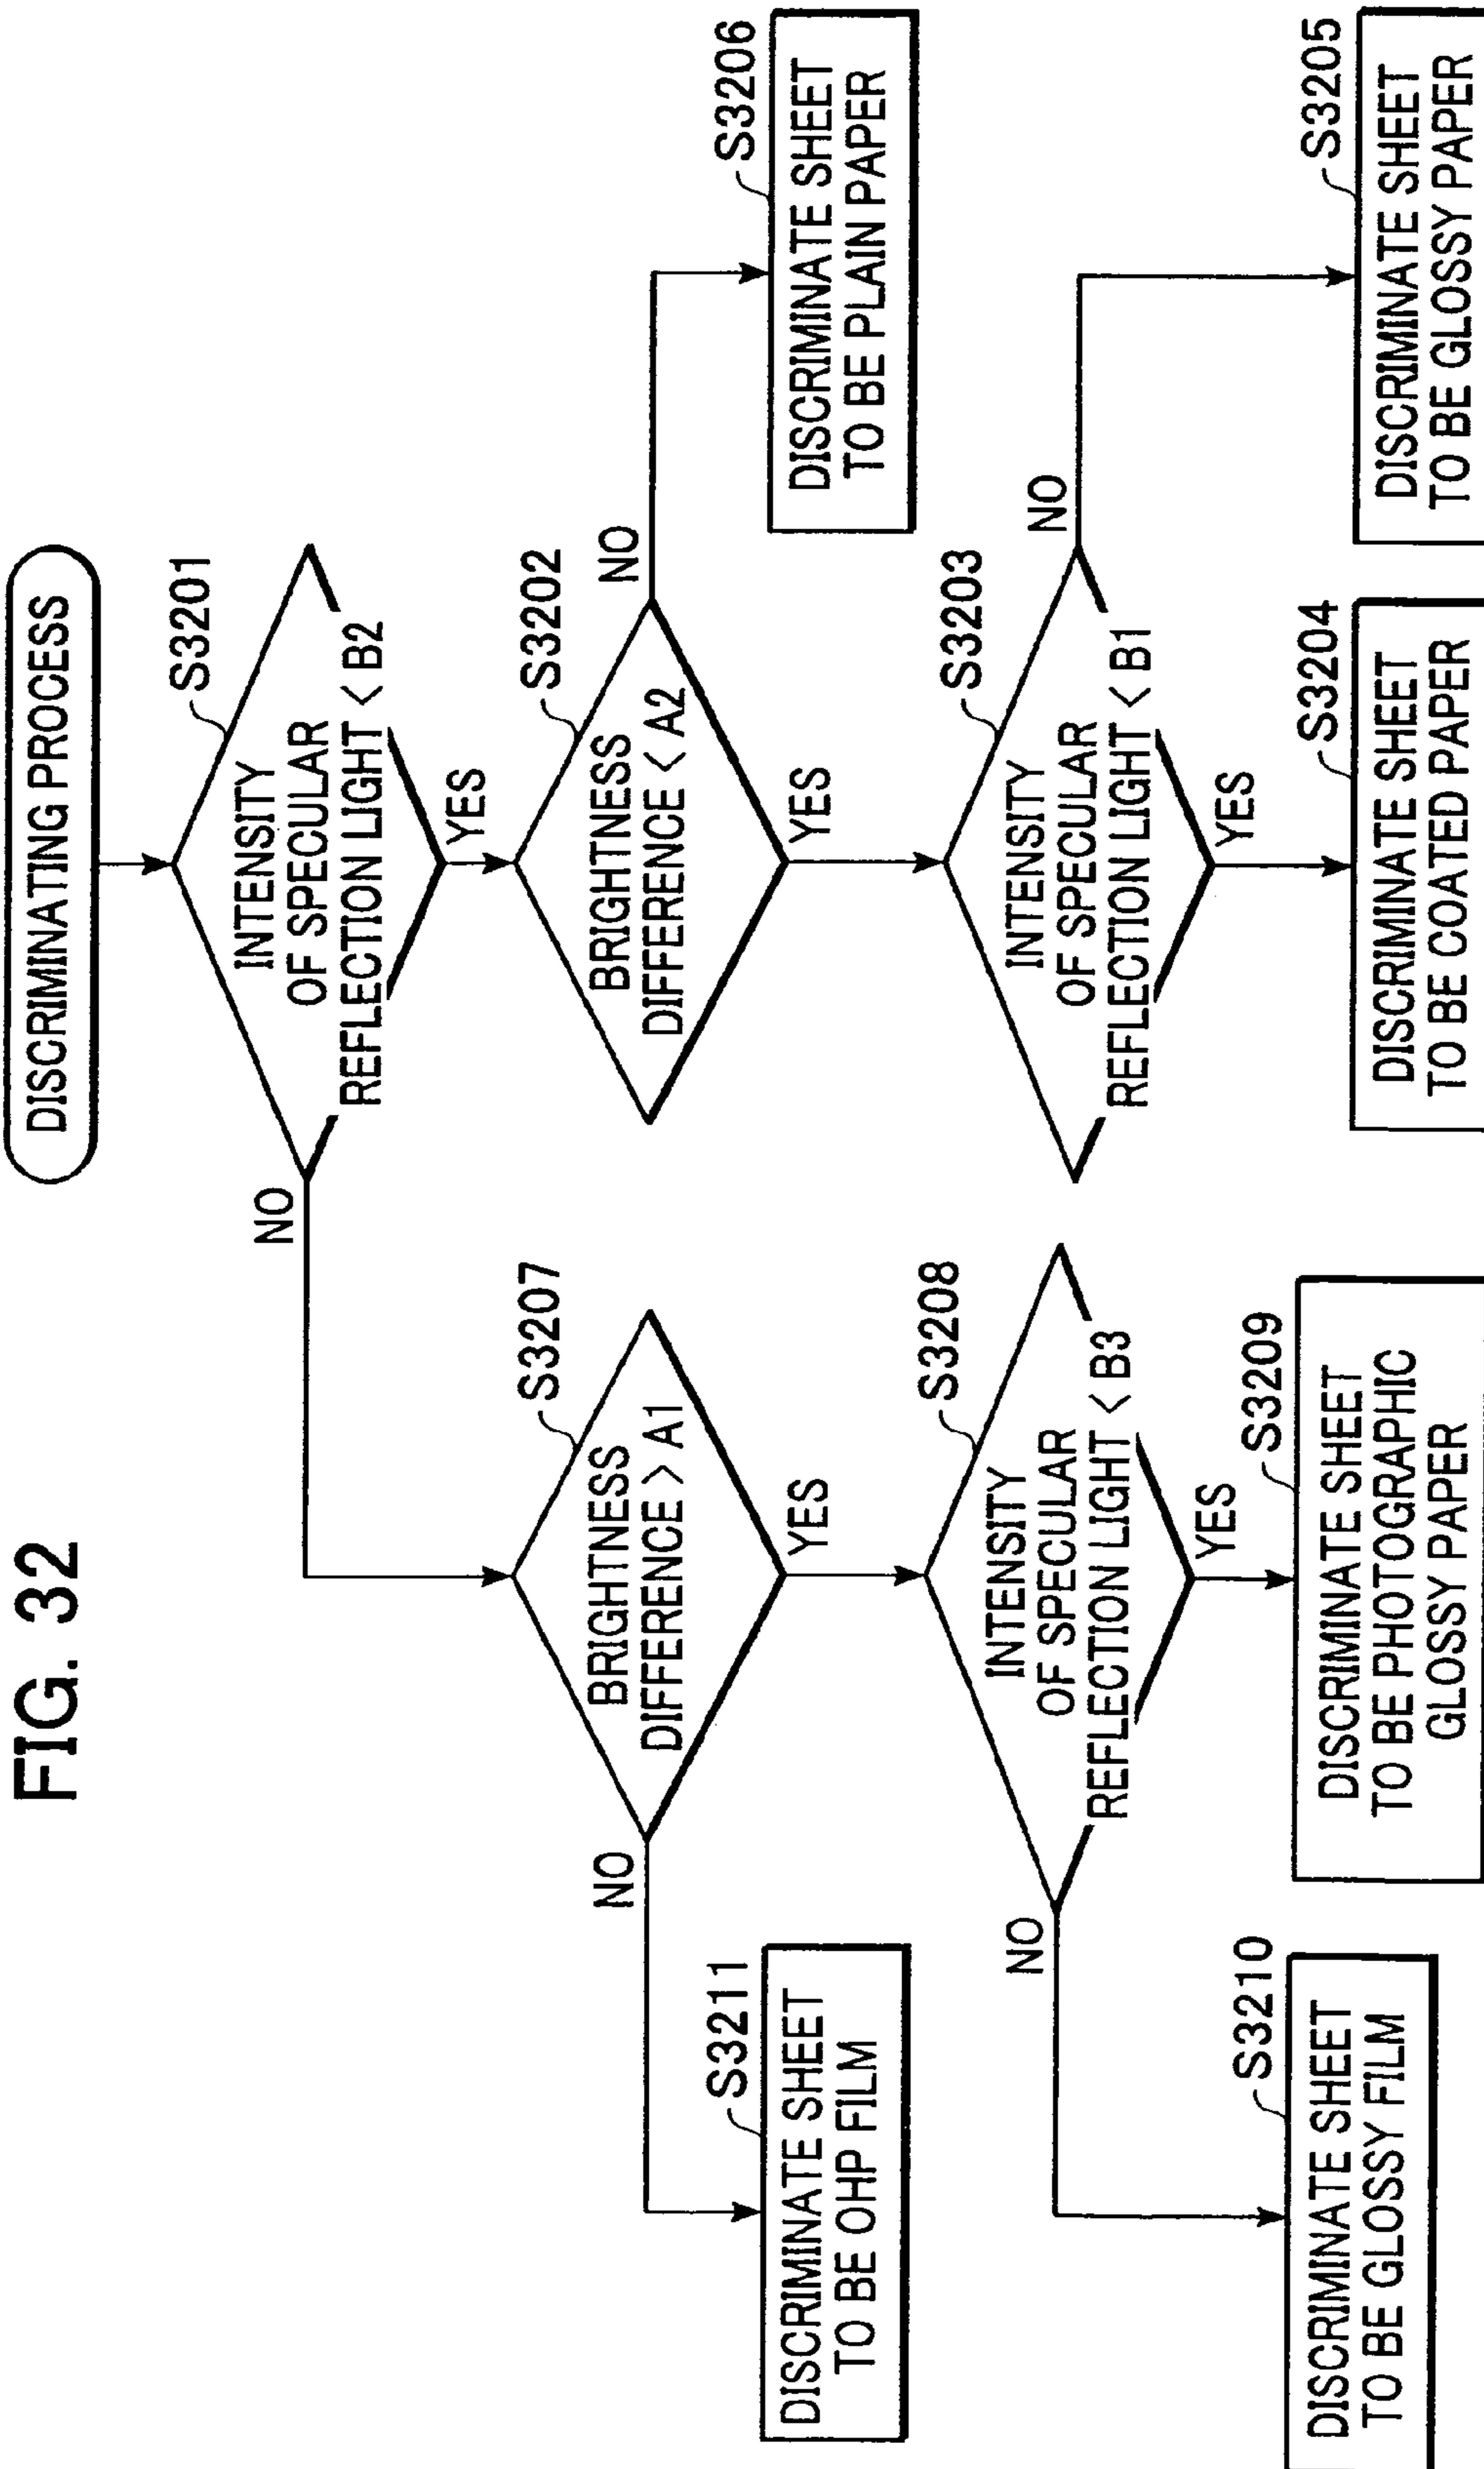 FIG. 32
DISCRIMINATING PROCESS
S3201
INTENSITY
OF SPECULAR
REFLECTION LIGHT < B2
NO
YES
S3207
BRIGHTNESS
DIFFERENCE > A1
NO
YES
S3202
BRIGHTNESS
DIFFERENCE < A2
NO
YES
S3211
DISCRIMINATE SHEET
TO BE OHP FILM
S3206
DISCRIMINATE SHEET
TO BE PLAIN PAPER
S3208
INTENSITY
OF SPECULAR
REFLECTION LIGHT < B3
NO
YES
S3203
INTENSITY
OF SPECULAR
REFLECTION LIGHT < B1
NO
YES
S3210
DISCRIMINATE SHEET
TO BE GLOSSY FILM
S3209
DISCRIMINATE SHEET
TO BE PHOTOGRAPHIC
GLOSSY PAPER
S3204
DISCRIMINATE SHEET
TO BE COATED PAPER
S3205
DISCRIMINATE SHEET
TO BE GLOSSY PAPER